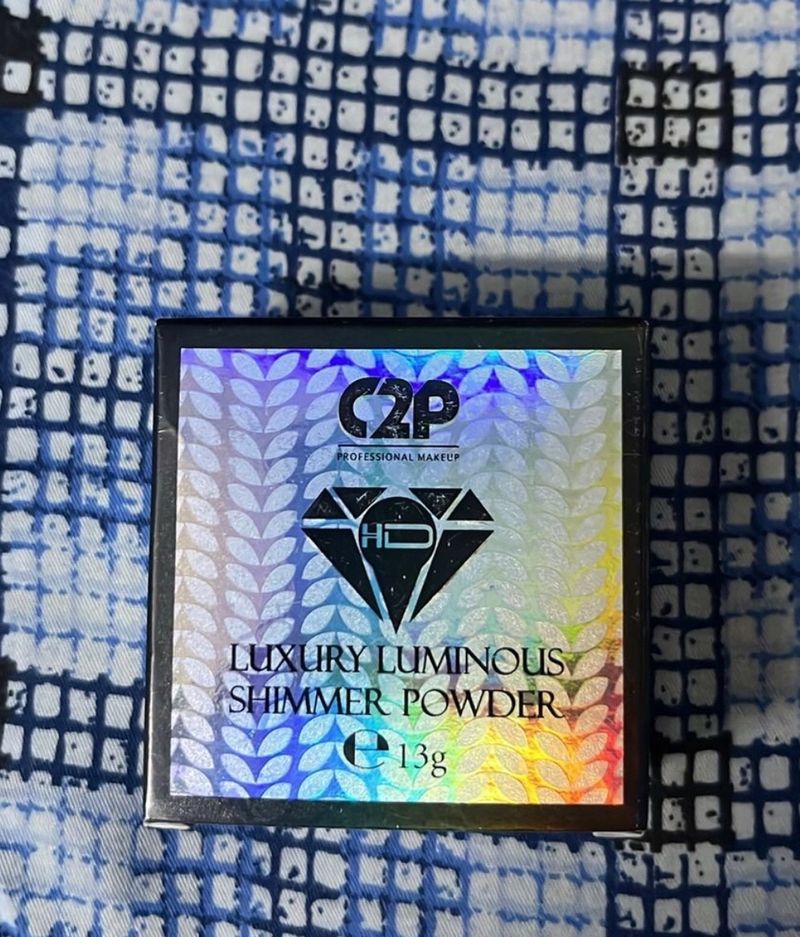 C2P
PROFESSIONAL MAKEUP
HD
LUXURY LUMINOUS
SHIMMER POWDER
℮ 13g